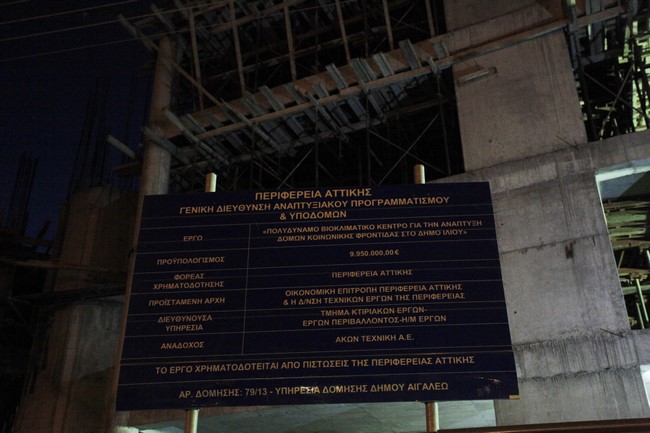 ΠΕΡΙΦΕΡΕΙΑ ΑΤΤΙΚΗΣ
ΓΕΝΙΚΗ ΔΙΕΥΘΥΝΣΗ ΑΝΑΠΤΥΞΙΑΚΟΥ ΠΡΟΓΡΑΜΜΑΤΙΣΜΟΥ
& ΥΠΟΔΟΜΩΝ
ΕΡΓΟ
«ΠΟΛΥΔΥΝΑΜΟ ΒΙΟΚΛΙΜΑΤΙΚΟ ΚΕΝΤΡΟ ΓΙΑ ΤΗΝ ΑΝΑΠΤΥΞΗ
ΔΟΜΩΝ ΚΟΙΝΩΝΙΚΗΣ ΦΡΟΝΤΙΔΑΣ ΣΤΟ ΔΗΜΟ ΙΛΙΟΥ»
ΠΡΟΫΠΟΛΟΓΙΣΜΟΣ
9.950.000,00€
ΦΟΡΕΑΣ
ΧΡΗΜΑΤΟΔΟΤΗΣΗΣ
ΠΕΡΙΦΕΡΕΙΑ ΑΤΤΙΚΗΣ
ΠΡΟΪΣΤΑΜΕΝΗ ΑΡΧΗ
ΟΙΚΟΝΟΜΙΚΗ ΕΠΙΤΡΟΠΗ ΠΕΡΙΦΕΡΕΙΑ ΑΤΤΙΚΗΣ
& Η Δ/ΝΣΗ ΤΕΧΝΙΚΩΝ ΕΡΓΩΝ ΤΗΣ ΠΕΡΙΦΕΡΕΙΑΣ
ΔΙΕΥΘΥΝΟΥΣΑ
ΥΠΗΡΕΣΙΑ
ΤΜΗΜΑ ΚΤΙΡΙΑΚΩΝ ΕΡΓΩΝ-
ΕΡΓΩΝ ΠΕΡΙΒΑΛΛΟΝΤΟΣ-Η/Μ ΕΡΓΩΝ
ΑΝΑΔΟΧΟΣ
ΑΚΩΝ ΤΕΧΝΙΚΗ Α.Ε.
ΤΟ ΕΡΓΟ ΧΡΗΜΑΤΟΔΟΤΕΙΤΑΙ ΑΠΟ ΠΙΣΤΩΣΕΙΣ ΤΗΣ ΠΕΡΙΦΕΡΕΙΑΣ ΑΤΤΙΚΗΣ
ΑΡ. ΔΟΜΗΣΗΣ: 79/13 - ΥΠΗΡΕΣΙΑ ΔΟΜΗΣΗΣ ΔΗΜΟΥ ΑΙΓΑΛΕΩ